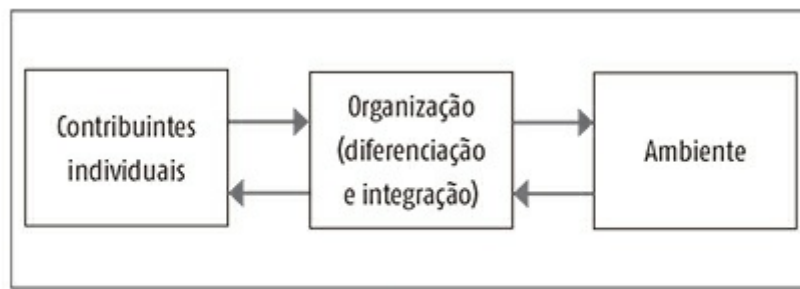 Contribuintes
individuais
Organização
(diferenciação
e integração)
Ambiente